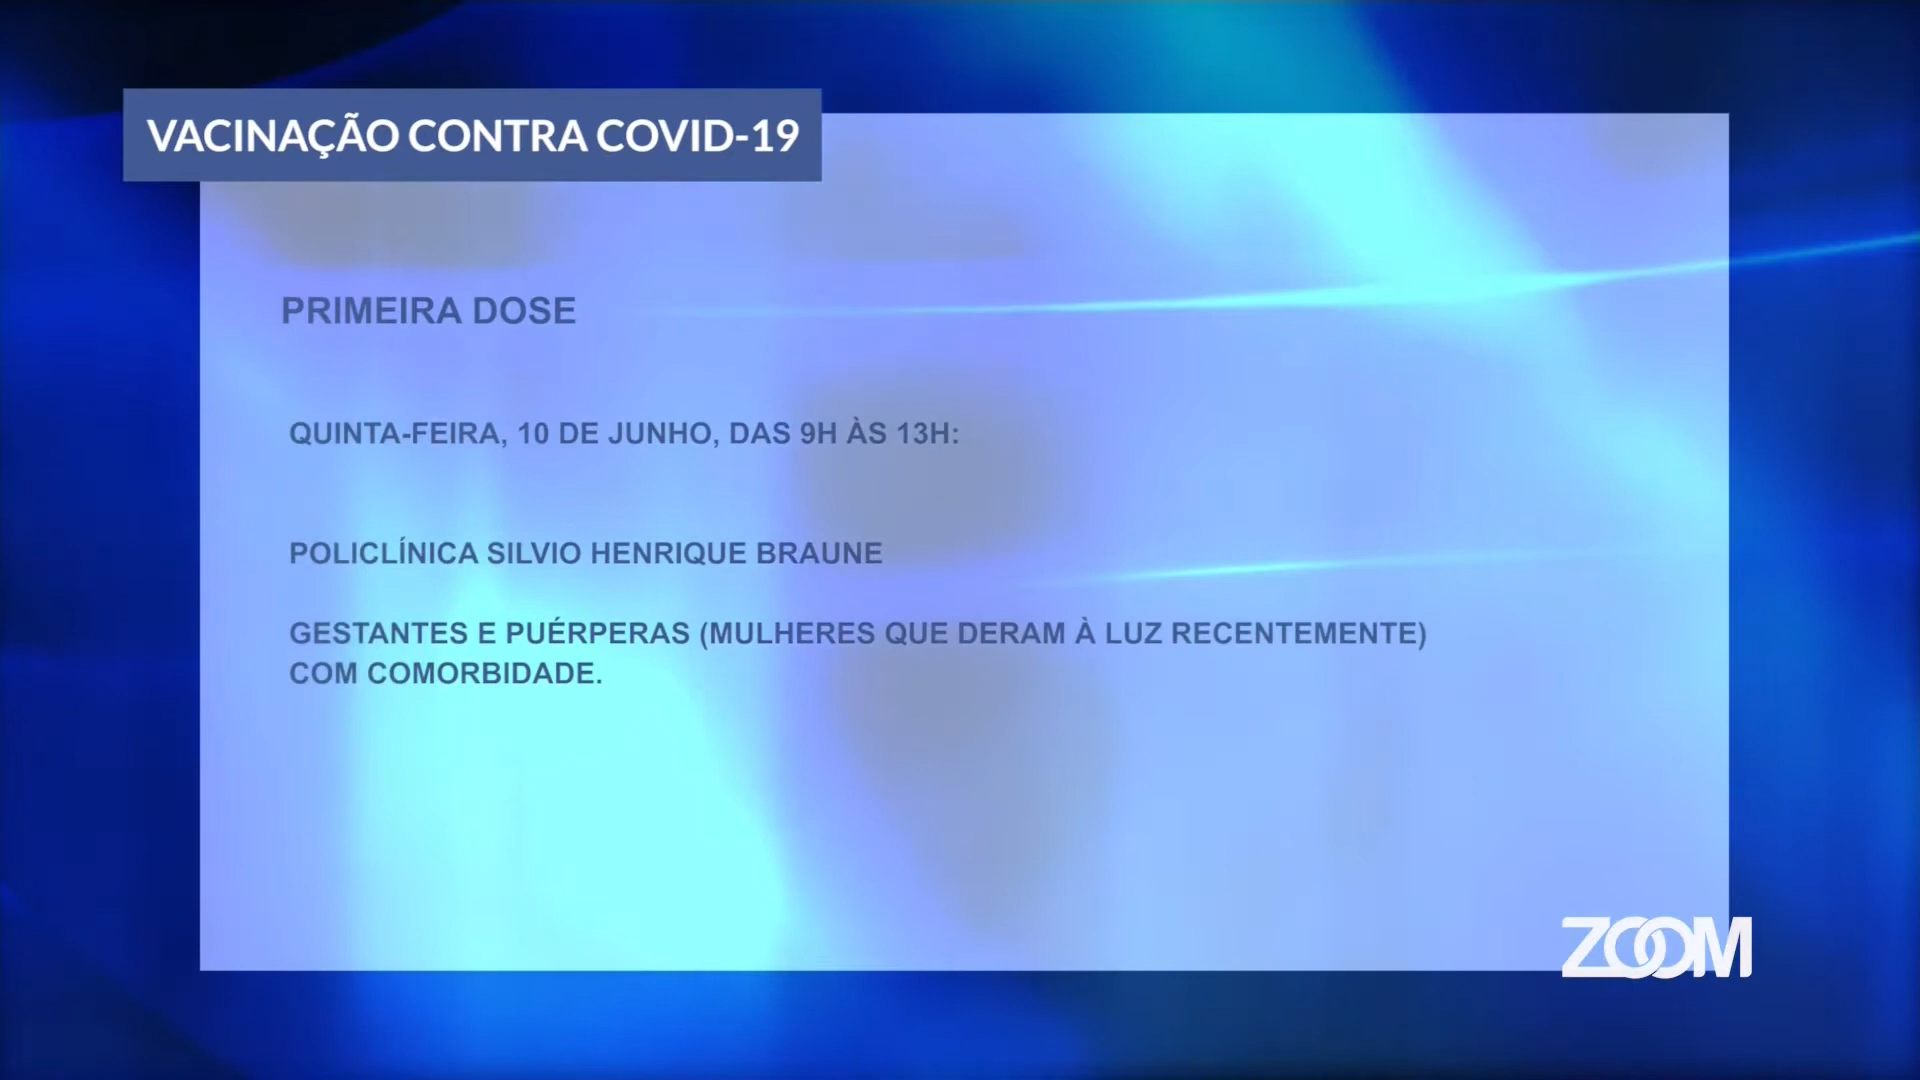 VACINAÇÃO CONTRA COVID-19
PRIMEIRA DOSE
QUINTA-FEIRA, 10 DE JUNHO, DAS 9H ÀS 13H:
POLICLÍNICA SILVIO HENRIQUE BRAUNE
GESTANTES E PUÉRPERAS (MULHERES QUE DERAM À LUZ RECENTEMENTE)
COM COMORBIDADE.
ZOOM